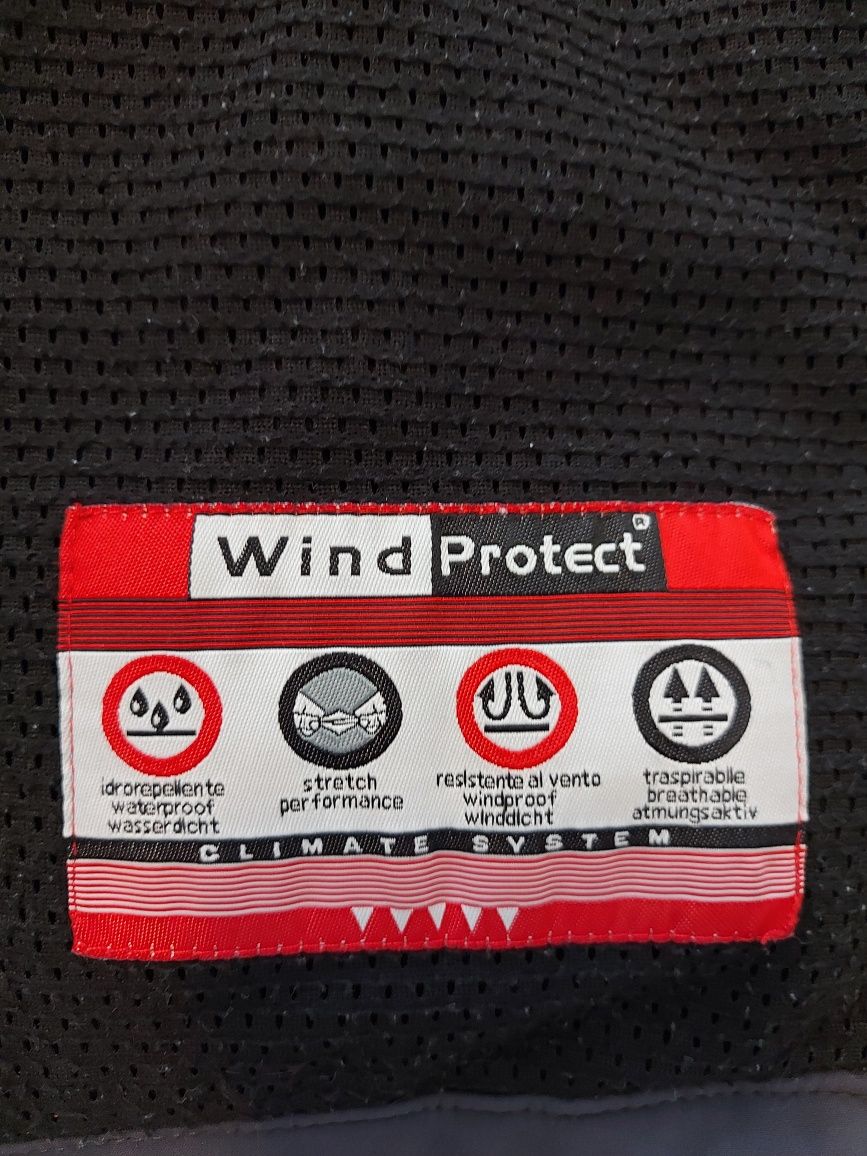 Wind Protect ®
idrorepellente
waterproof
wasserdicht
stretch
performance
resistente al vento
windproof
winddicht
traspirabile
breathable
atmungsaktiv
CLIMATE SYSTEM